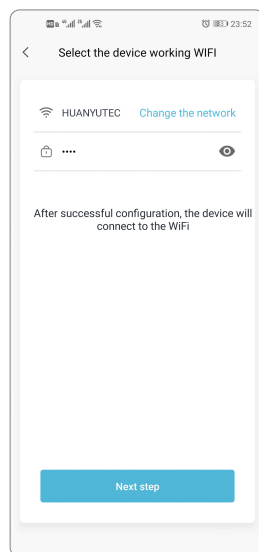 23:52
Select the device working WIFI
HUANYUTEC Change the network
••••
After successful configuration, the device will
connect to the WiFi
Next step